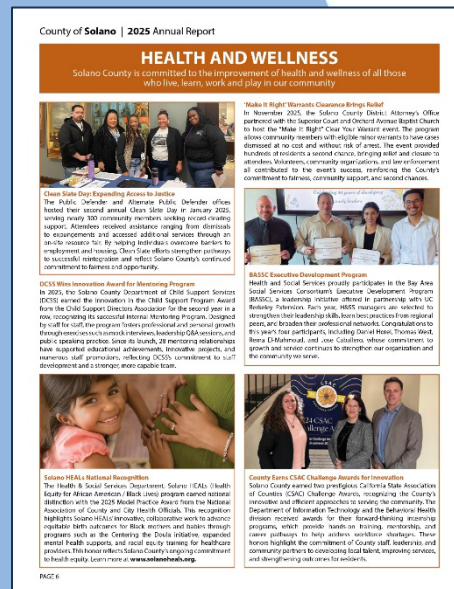 County of Solano | 2025 Annual Report
HEALTH AND WELLNESS
Solano County is committed to the improvement of health and wellness of all those
who live, learn, work and play in our community
Clean Slate Day: Expanding Access to Justice
The Public Defender and Alternate Public Defender offices
hosted their second annual Clean Slate Day in January 2025,
serving nearly 300 community members seeking record-clearing
support. Attendees received assistance ranging from dismissals
to expungements and accessed additional services through an
on-site resource fair. By helping individuals overcome barriers to
employment and housing, Clean Slate efforts strengthen pathways
to successful reintegration and reflect Solano County's continued
commitment to fairness and opportunity.
DCSS Wins Innovation Award for Mentoring Program
In 2025, the Solano County Department of Child Support Services
(DCSS) earned the Innovation in the Child Support Program Award
from the Child Support Directors Association for the second year in a
row, recognizing its successful Internal Mentoring Program. Designed
by staff for staff, the program fosters professional and personal growth
through exercises such as mock interviews, leadership Q&A sessions, and
public speaking practice. Since its launch, 28 mentoring relationships
have supported educational achievements, innovative projects, and
numerous staff promotions, reflecting DCSS's commitment to staff
development and a stronger, more capable team.
Solano HEALs National Recognition
The Health & Social Services Department, Solano HEALs (Health
Equity for African American / Black Lives) program earned national
distinction with the 2025 Model Practice Award from the National
Association of County and City Health Officials. This recognition
highlights Solano HEALs' innovative, collaborative work to advance
equitable birth outcomes for Black mothers and babies through
programs such as the Centering the Doula initiative, expanded
mental health supports, and racial equity training for healthcare
providers. This honor reflects Solano County's ongoing commitment
to health equity. Learn more at www.solanoheals.org.
'Make It Right' Warrants Clearance Brings Relief
In November 2025, the Solano County District Attorney's Office
partnered with the Superior Court and Orchard Avenue Baptist Church
to host the "Make It Right" Clear Your Warrant event. The program
allows community members with eligible minor warrants to have cases
dismissed at no cost and without risk of arrest. The event provided
hundreds of residents a second chance, bringing relief and closure to
attendees. Volunteers, community organizations, and law enforcement
all contributed to the event's success, reinforcing the County's
commitment to fairness, community support, and second chances.
BASSC Executive Development Program
Health and Social Services proudly participates in the Bay Area
Social Services Consortium's Executive Development Program
(BASSC), a leadership initiative offered in partnership with UC
Berkeley Extension. Each year, H&SS managers are selected to
strengthen their leadership skills, learn best practices from regional
peers, and broaden their professional networks. Congratulations to
this year's four participants, including Daniel Horel, Thomas West,
Rema El-Mahmoud, and Jose Caballero, whose commitment to
growth and service continues to strengthen our organization and
the community we serve.
CSAC
County Earns CSAC Challenge Awards for Innovation
Solano County earned two prestigious California State Association
of Counties (CSAC) Challenge Awards, recognizing the County's
innovative and efficient approaches to serving the community. The
Department of Information Technology and the Behavioral Health
division received awards for their forward-thinking internship
programs, which provide hands-on training, mentorship, and
career pathways to help address workforce shortages. These
honors highlight the commitment of County staff, leadership, and
community partners to developing local talent, improving services,
and strengthening outcomes for residents.
PAGE 6